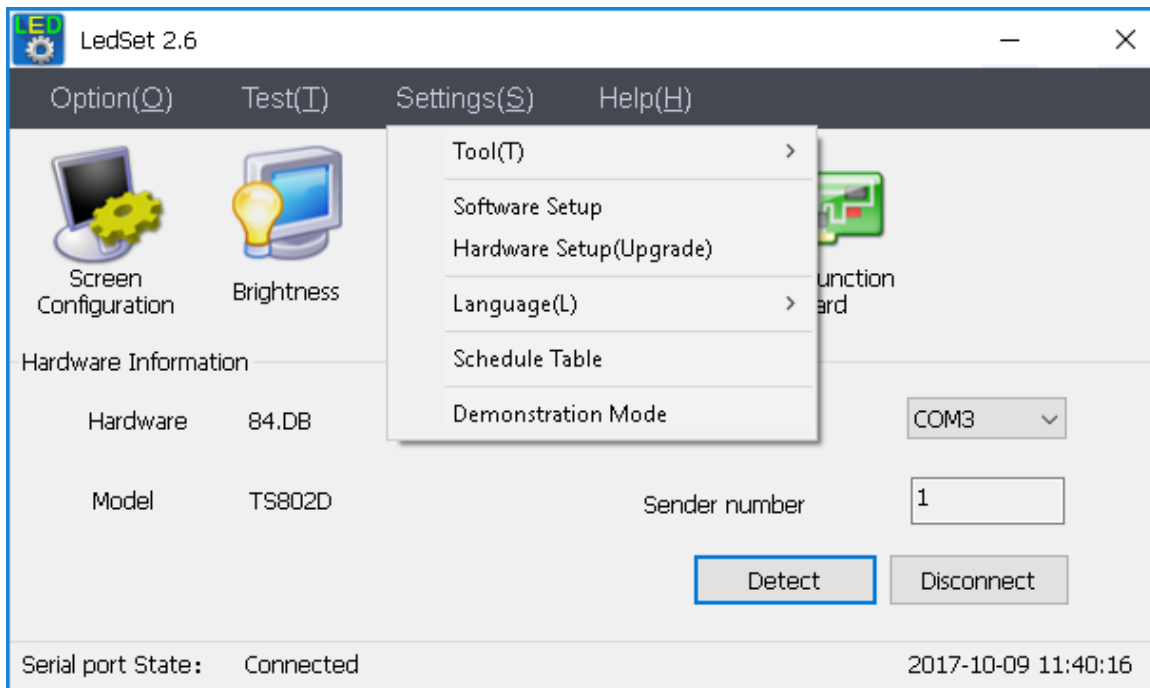 LED
LedSet 2.6
Option(O) Test(T) Settings(S) Help(H)
Tool(T)
Software Setup
Hardware Setup(Upgrade)
Language(L)
Schedule Table
Demonstration Mode
Screen
Configuration
Brightness
Hardware Information
Hardware 84.DB
COM3
Model TS802D
Sender number 1
Detect Disconnect
Serial port State: Connected 2017-10-09 11:40:16